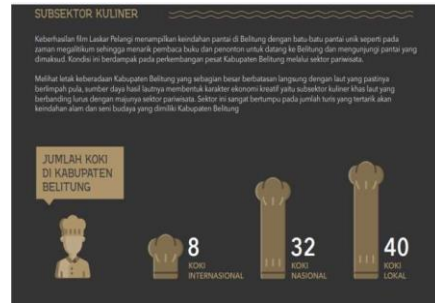 SUBSEKTOR KULINER
Keberhasilan film Laskar Pelangi menampilkan keindahan pantai di Belitung dengan batu-batu pantai unik seperti pada
zaman megalitikum sehingga menarik pembaca buku dan penonton untuk datang ke Belitung dan mengunjungi pantai yang
dimaksud. Kondisi ini berdampak pada perkembangan pesat Kabupaten Belitung melalui sektor pariwisata.
Melihat letak keberadaan Kabupaten Belitung yang sebagian besar berbatasan langsung dengan laut yang pastinya
berlimpah pula, sumber daya hasil lautnya membentuk karakter ekonomi kreatif yaitu subsektor kuliner khas laut yang
berbanding lurus dengan majunya sektor pariwisata. Sektor ini sangat bertumpu pada jumlah turis yang tertarik akan
keindahan alam dan seni budaya yang dimiliki Kabupaten Belitung
JUMLAH KOKI
DI KABUPATEN
BELITUNG
8
KOKI
INTERNASIONAL
32
KOKI
NASIONAL
40
KOKI
LOKAL